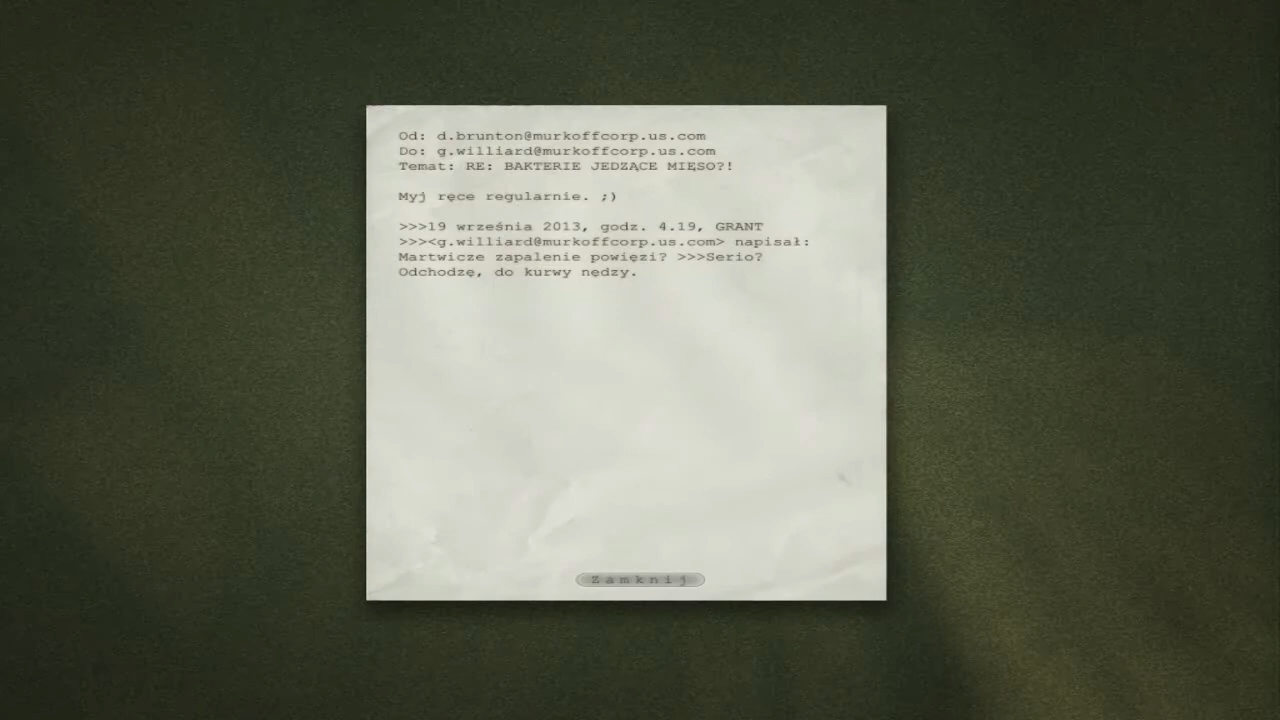 Od: d.brunton@murkoffcorp.us.com
Do: g.williard@murkoffcorp.us.com
Temat: RE: BAKTERIE JEDZĄCE MIĘSO?!
Myj ręce regularnie. ;)
>>>19 września 2013, godz. 4.19, GRANT
>>><g.williard@murkoffcorp.us.com> napisał:
Martwicze zapalenie powięzi? >>>Serio?
Odchodzę, do kurwy nędzy.
Zamknij